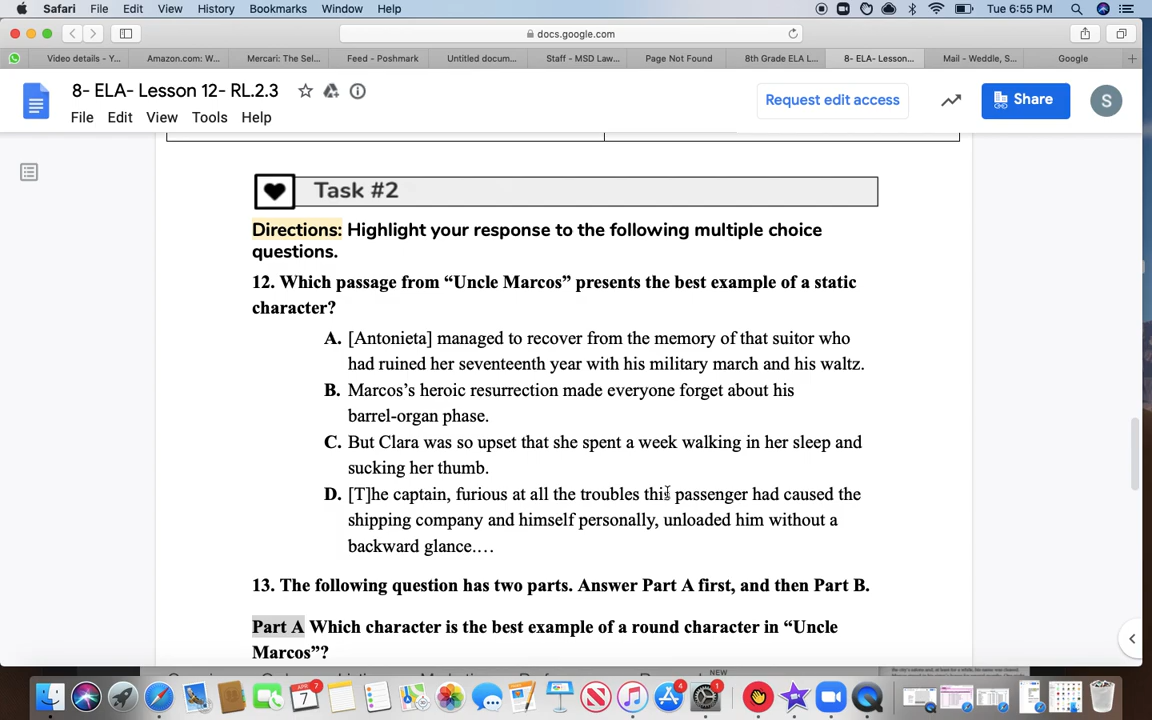 Safari File Edit View History Bookmarks Window Help Tue 6:55 PM
docs.google.com
Video details - Y... Amazon.com: W... Mercari: The Sel... Feed - Poshmark Untitled docum... Staff - MSD Law... Page Not Found 8th Grade ELA L... 8- ELA- Lesson... Mail - Weddle, S... Google
8- ELA- Lesson 12- RL.2.3
Request edit access
Share
S
File Edit View Tools Help
Task #2
Directions: Highlight your response to the following multiple choice
questions.
12. Which passage from “Uncle Marcos” presents the best example of a static
character?
A. [Antonieta] managed to recover from the memory of that suitor who
had ruined her seventeenth year with his military march and his waltz.
B. Marcos’s heroic resurrection made everyone forget about his
barrel-organ phase.
C. But Clara was so upset that she spent a week walking in her sleep and
sucking her thumb.
D. [T]he captain, furious at all the troubles this passenger had caused the
shipping company and himself personally, unloaded him without a
backward glance.…
13. The following question has two parts. Answer Part A first, and then Part B.
Part A Which character is the best example of a round character in “Uncle
Marcos”?
NEW
APR
7
7
4
1